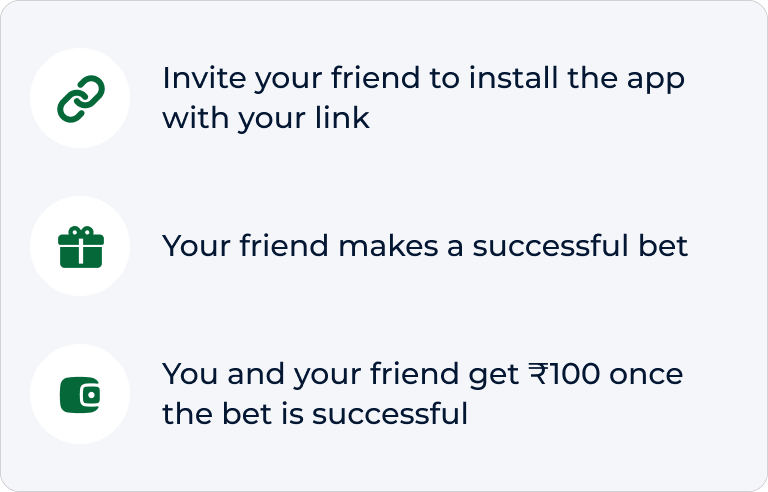 Invite your friend to install the app
with your link
Your friend makes a successful bet
You and your friend get ₹100 once
the bet is successful